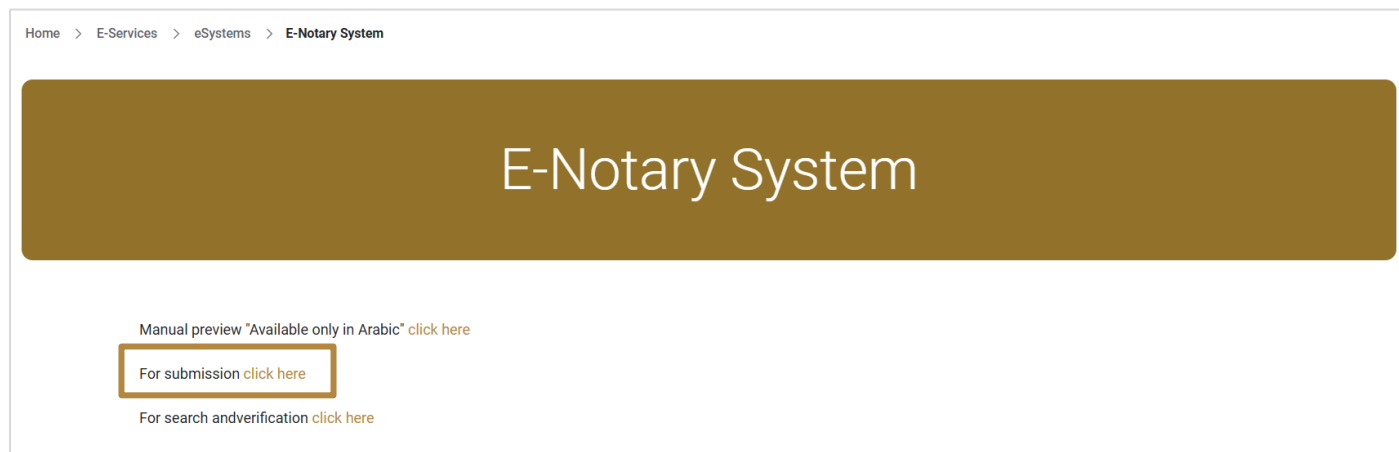 Home > E-Services > eSystems > E-Notary System
E-Notary System
Manual preview "Available only in Arabic" click here
For submission click here
For search andverification click here